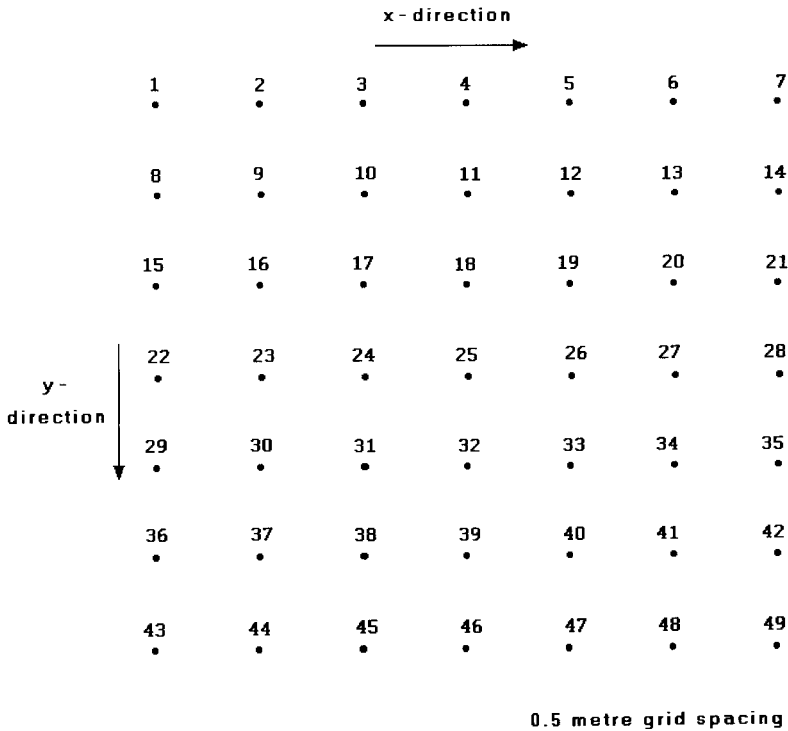 x-direction
1 2 3 4 5 6 7
8 9 10 11 12 13 14
15 16 17 18 19 20 21
22 23 24 25 26 27 28
y-
direction
29 30 31 32 33 34 35
36 37 38 39 40 41 42
43 44 45 46 47 48 49
0.5 metre grid spacing